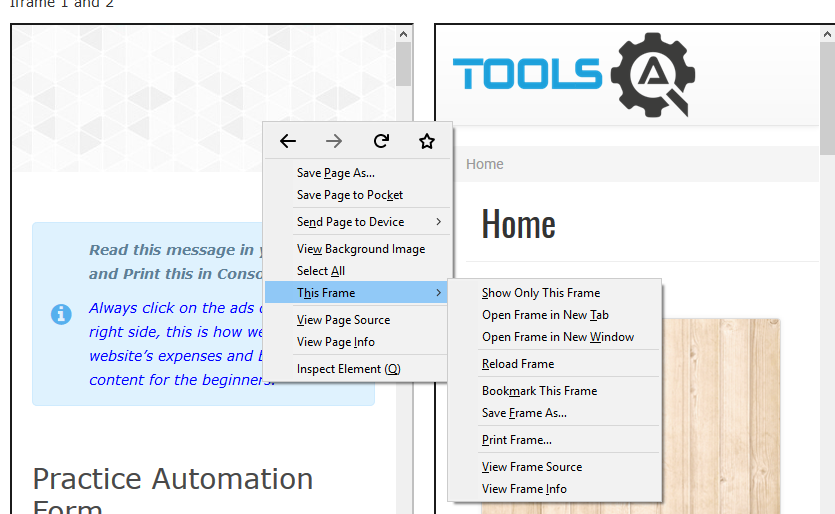 Iframe 1 and 2
TOOLS
Home
Home
Read this message in
and Print this in Conso
Always click on the ads
right side, this is how we
website's expenses and
content for the beginners.
Practice Automation
Form
Save Page As...
Save Page to Pocket
Send Page to Device
View Background Image
Select All
This Frame
View Page Source
View Page Info
Inspect Element (Q)
Show Only This Frame
Open Frame in New Tab
Open Frame in New Window
Reload Frame
Bookmark This Frame
Save Frame As...
Print Frame...
View Frame Source
View Frame Info